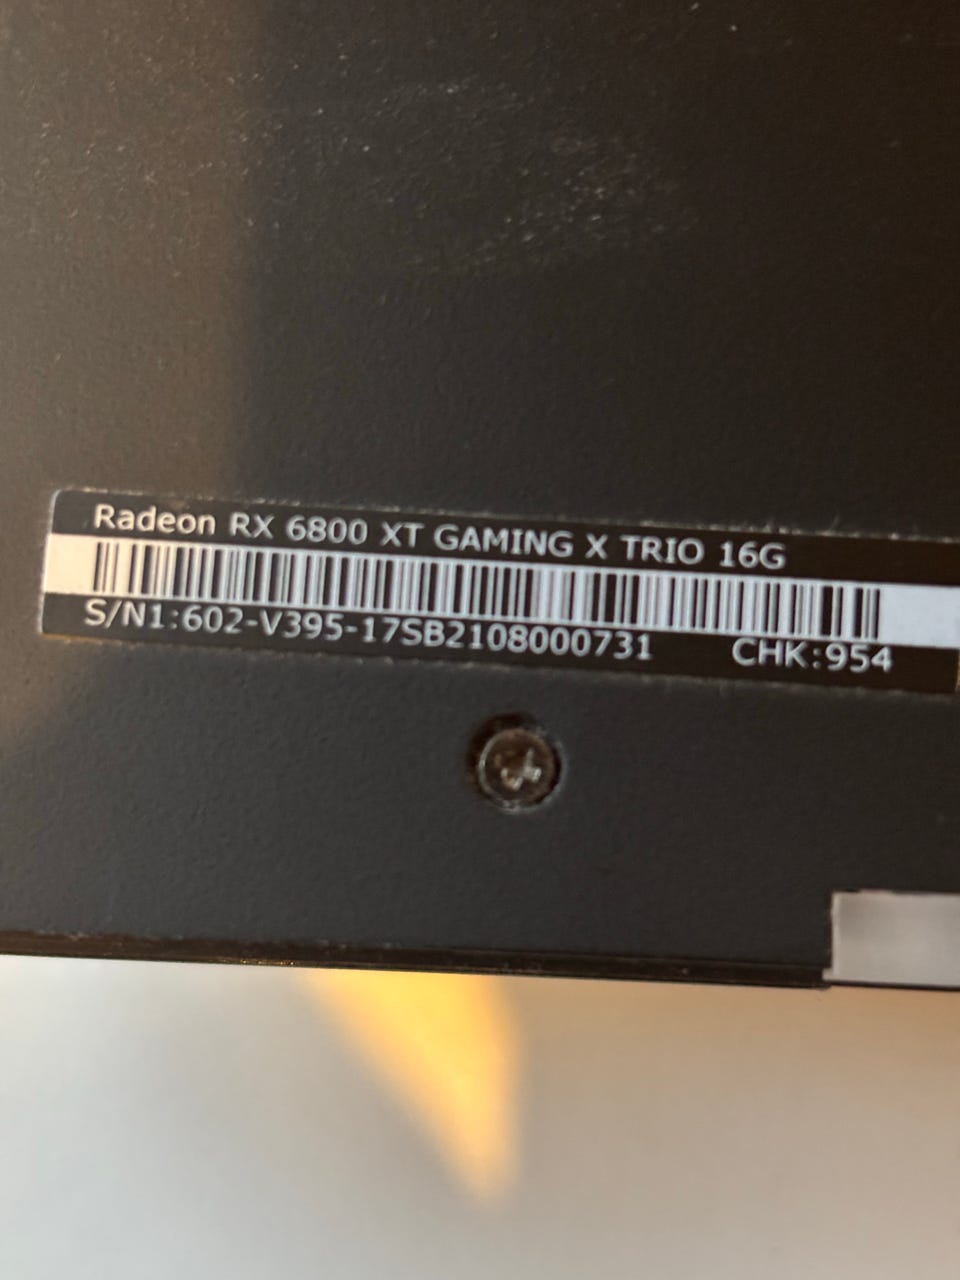 Radeon RX 6800 XT GAMING X TRIO 16G
S/N1:602-V395-17SB2108000731 CHK:954